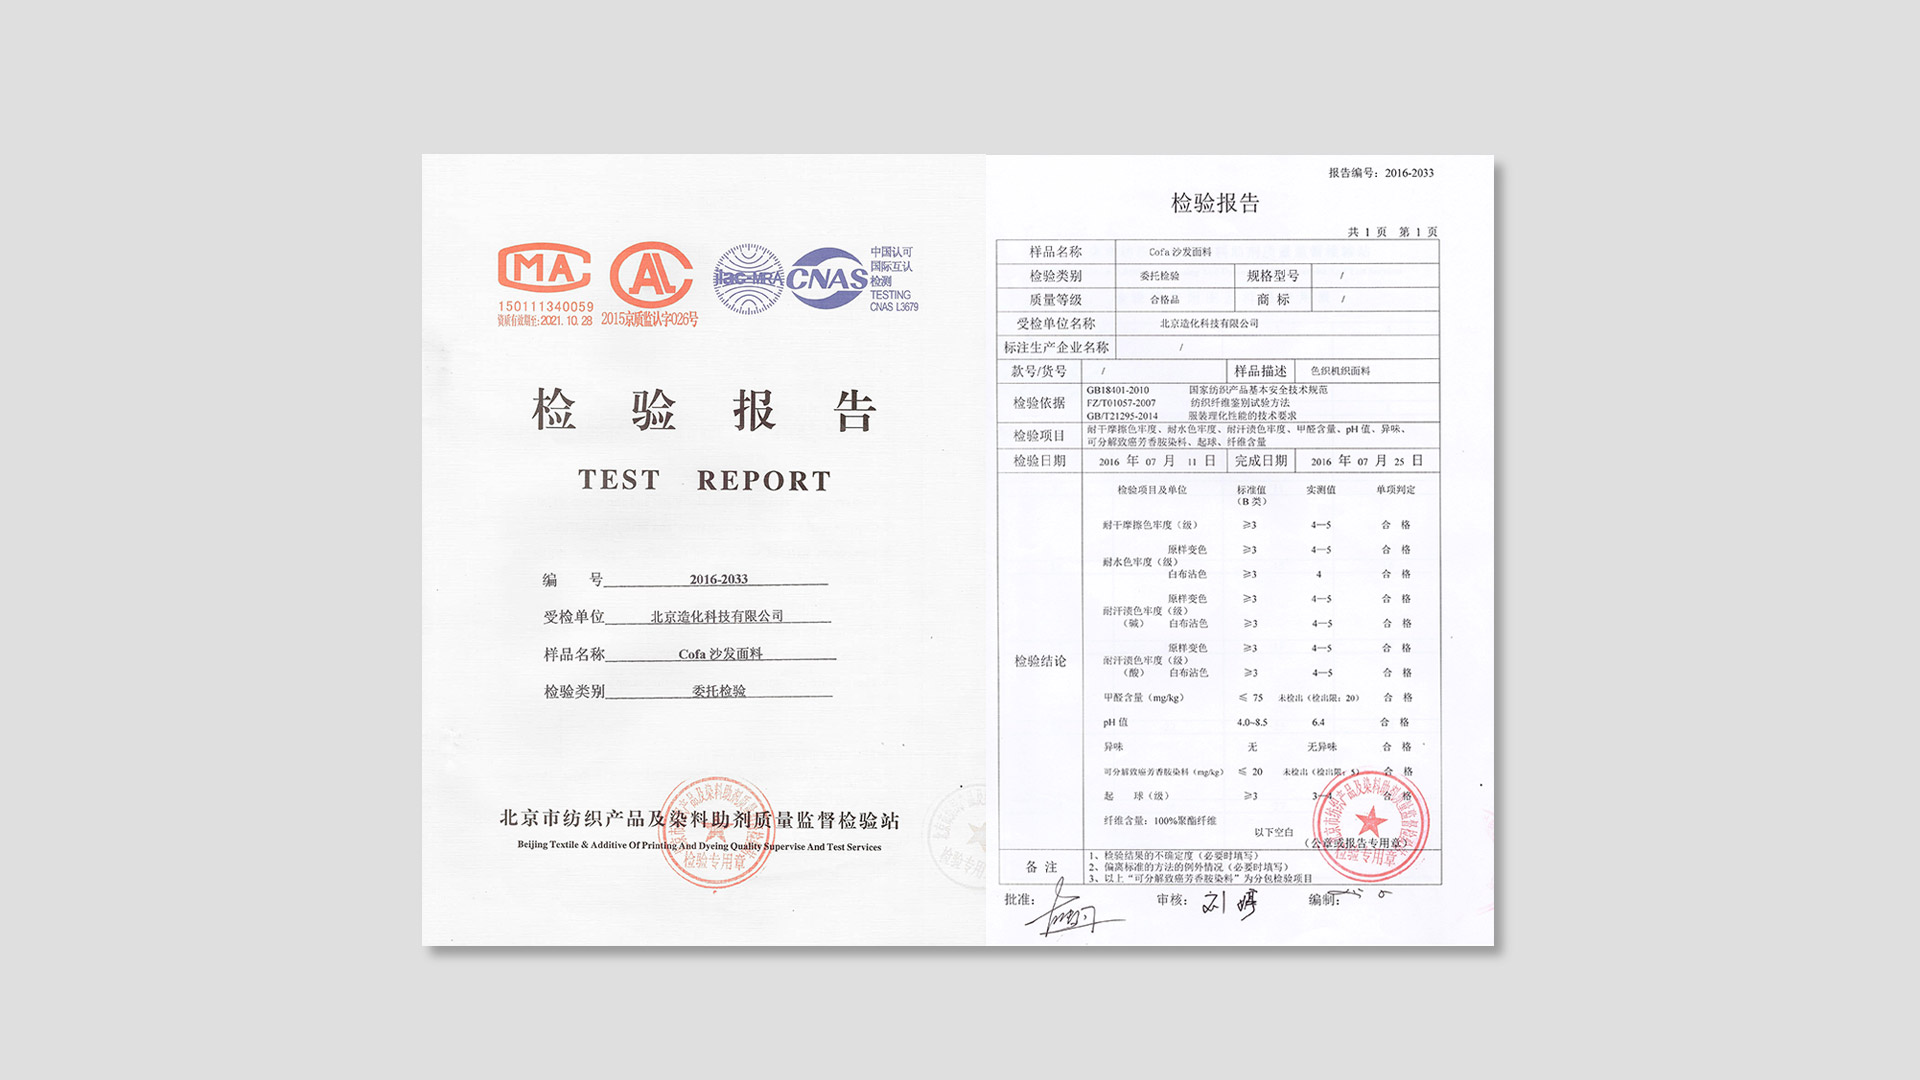 MA
150111340059
资质有效期至:2021.10.28
AL
2015京质监认字026号
ilac-MRA
CNAS
中国认可
国际互认
检测
TESTING
CNAS L3679
检 验 报 告
TEST REPORT
编 号 2016-2033
受检单位 北京造化科技有限公司
样品名称 Cofa 沙发面料
检验类别 委托检验
北京市纺织产品及染料助剂质量监督检验站
Beijing Textile & Additive Of Printing And Dyeing Quality Supervise And Test Services
检验专用章
报告编号: 2016-2033
检验报告
共 1 页 第 1 页
样品名称 Cofa 沙发面料
检验类别 委托检验 规格型号 /
质量等级 合格品 商 标 /
受检单位名称 北京造化科技有限公司
标注生产企业名称 /
款号/货号 / 样品描述 色织机织面料
检验依据
GB18401-2010 国家纺织产品基本安全技术规范
FZ/T01057-2007 纺织纤维鉴别试验方法
GB/T21295-2014 服装理化性能的技术要求
检验项目
耐干摩擦色牢度、耐水色牢度、耐汗渍色牢度、甲醛含量、pH 值、异味、
可分解致癌芳香胺染料、起球、纤维含量
检验日期 2016 年 07 月 11 日 完成日期 2016 年 07 月 25 日
检验结论
检验项目及单位 标准值 实测值 单项判定
（B 类）
耐干摩擦色牢度（级） ≥3 4—5 合 格
原样变色 ≥3 4—5 合 格
耐水色牢度（级）
白布沾色 ≥3 4 合 格
原样变色 ≥3 4—5 合 格
耐汗渍色牢度（级）
（碱） 白布沾色 ≥3 4—5 合 格
原样变色 ≥3 4—5 合 格
耐汗渍色牢度（级）
（酸） 白布沾色 ≥3 4—5 合 格
甲醛含量（mg/kg） ≤ 75 未检出（检出限: 20） 合 格
pH 值 4.0~8.5 6.4 合 格
异味 无 无异味 合 格
可分解致癌芳香胺染料（mg/kg） ≤ 20 未检出（检出限: 5） 合 格
起 球（级） ≥3 3—4 合 格
纤维含量: 100%聚酯纤维
以下空白
（公章或报告专用章）
检验专用章
备 注
1、检验结果的不确定度（必要时填写）
2、偏离标准的方法的例外情况（必要时填写）
3、以上“可分解致癌芳香胺染料”为分包检验项目
批准:
审核: 刘婷
编制: